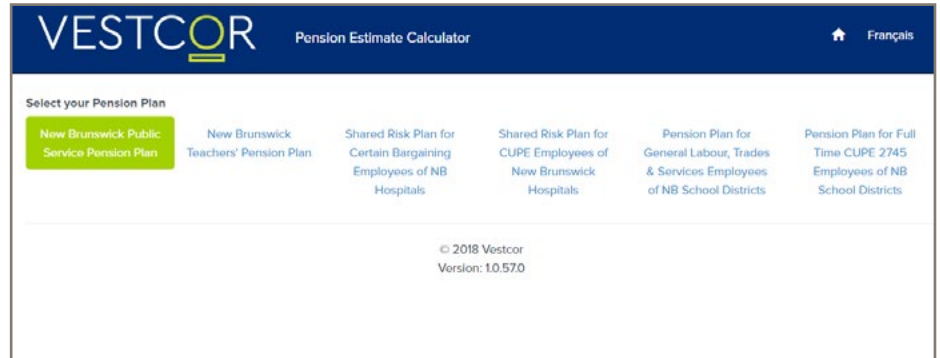 VESTCOR
Pension Estimate Calculator
Français
Select your Pension Plan
New Brunswick Public
Service Pension Plan
New Brunswick
Teachers' Pension Plan
Shared Risk Plan for
Certain Bargaining
Employees of NB
Hospitals
Shared Risk Plan for
CUPE Employees of
New Brunswick
Hospitals
Pension Plan for
General Labour, Trades
& Services Employees
of NB School Districts
Pension Plan for Full
Time CUPE 2745
Employees of NB
School Districts
© 2018 Vestcor
Version: 1.0.57.0